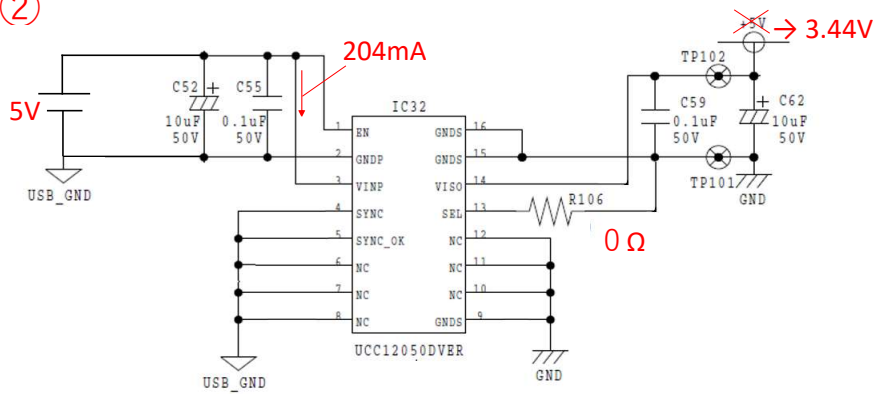 ②
+5V → 3.44V
204mA
TP102
5V
C52
C55
10uF
0.1uF
50V
50V
IC32
C59
C62
0.1uF
10uF
50V
50V
1 EN GNDS 16
2 GNDP GNDS 15
3 VINP VISO 14
4 SYNC SEL 13
5 SYNC_OK NC 12
6 NC NC 11
7 NC NC 10
8 NC GNDS 9
USB_GND
TP101
GND
R106
0Ω
UCC12050DVER
USB_GND
GND